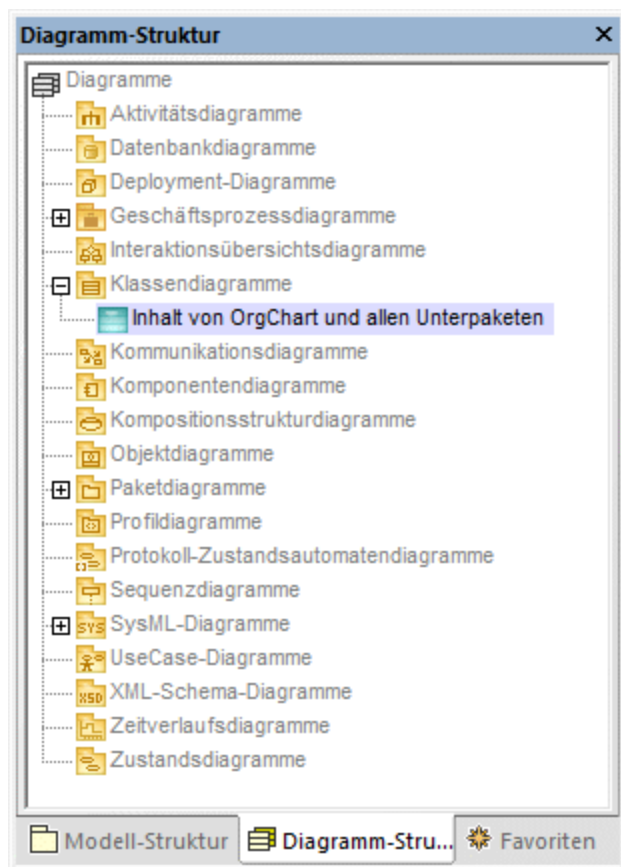 Diagramm-Struktur
Diagramme
Aktivitätsdiagramme
Datenbankdiagramme
Deployment-Diagramme
Geschäftsprozessdiagramme
Interaktionsübersichtsdiagramme
Klassendiagramme
Inhalt von OrgChart und allen Unterpaketen
Kommunikationsdiagramme
Komponentendiagramme
Kompositionsstrukturdiagramme
Objektdiagramme
Paketdiagramme
Profildiagramme
Protokoll-Zustandsautomatendiagramme
Sequenzdiagramme
SYS SysML-Diagramme
UseCase-Diagramme
XSD XML-Schema-Diagramme
Zeitverlaufsdiagramme
Zustandsdiagramme
Modell-Struktur Diagramm-Stru... Favoriten